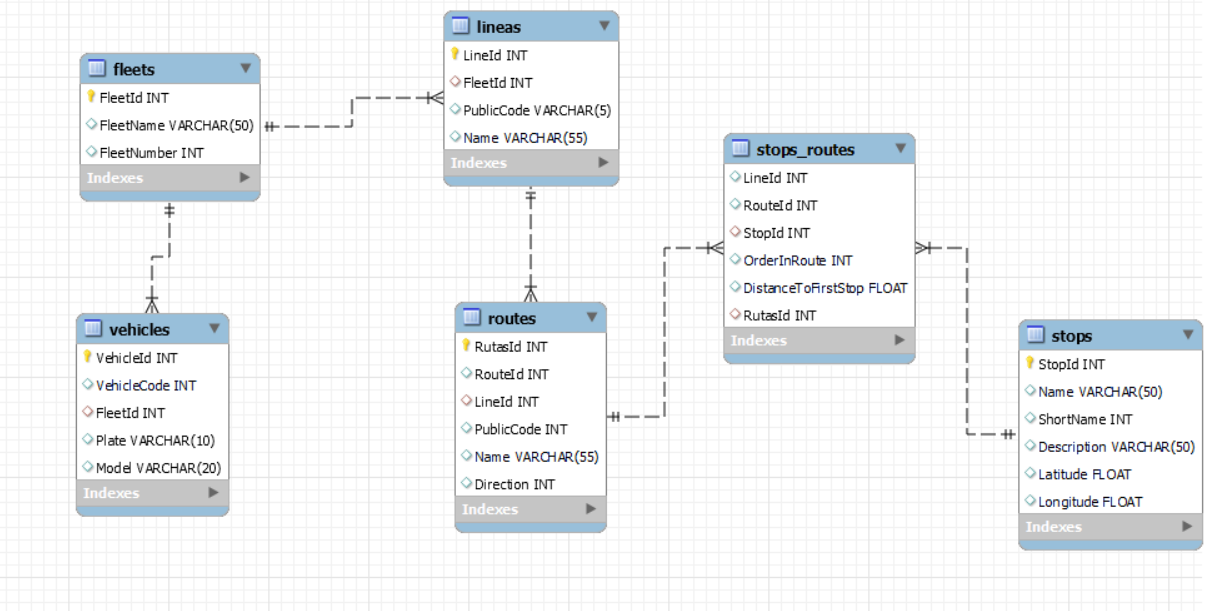 fleets
FleetId INT
FleetName VARCHAR(50)
FleetNumber INT
Indexes
lineas
LineId INT
FleetId INT
PublicCode VARCHAR(5)
Name VARCHAR(55)
Indexes
vehicles
VehicleId INT
VehicleCode INT
FleetId INT
Plate VARCHAR(10)
Model VARCHAR(20)
Indexes
routes
RutasId INT
RouteId INT
LineId INT
PublicCode INT
Name VARCHAR(55)
Direction INT
Indexes
stops_routes
LineId INT
RouteId INT
StopId INT
OrderInRoute INT
DistanceToFirstStop FLOAT
RutasId INT
Indexes
stops
StopId INT
Name VARCHAR(50)
ShortName INT
Description VARCHAR(50)
Latitude FLOAT
Longitude FLOAT
Indexes